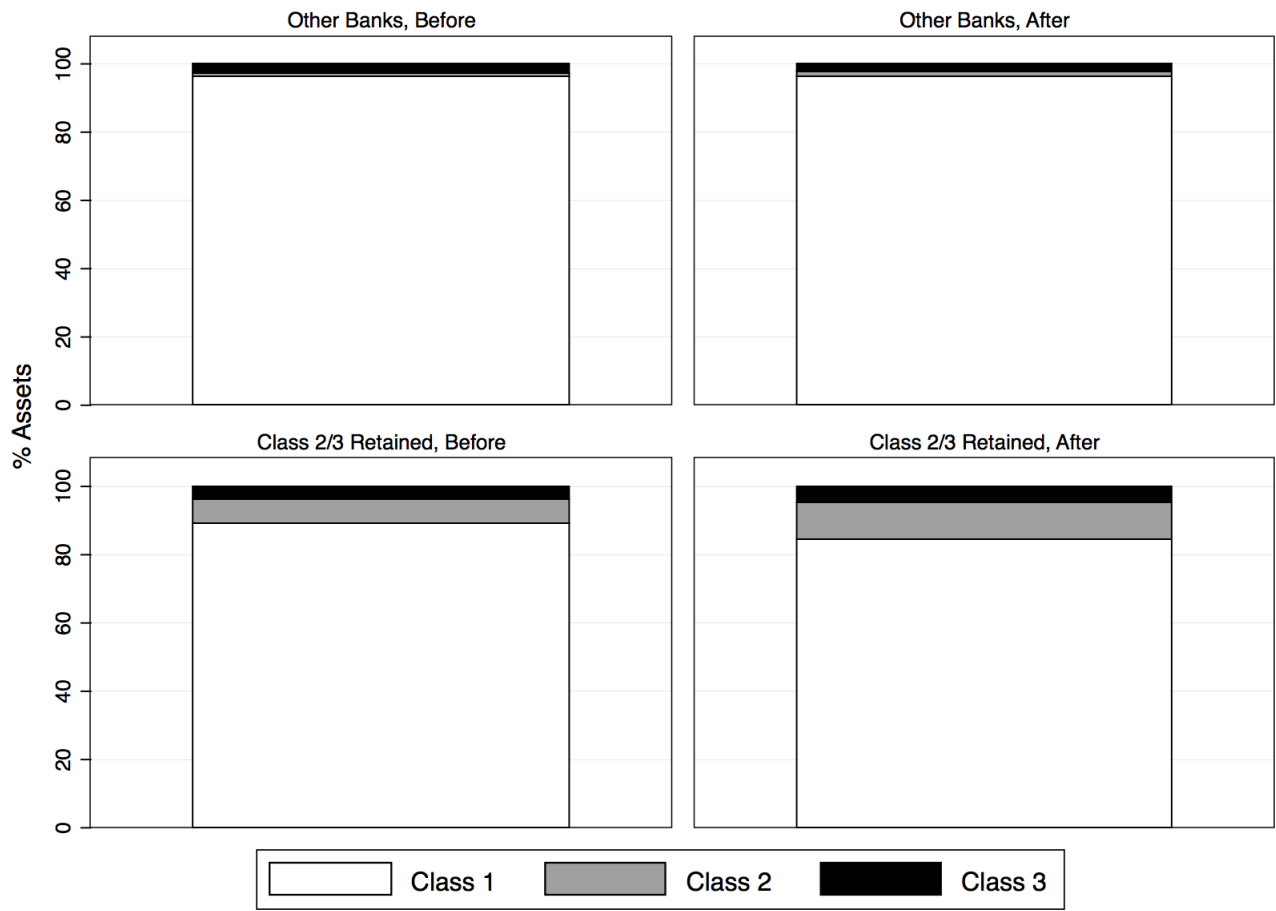 Other Banks, Before
Other Banks, After
100
80
60
40
20
0
% Assets
Class 2/3 Retained, Before
Class 2/3 Retained, After
100
80
60
40
20
0
Class 1
Class 2
Class 3